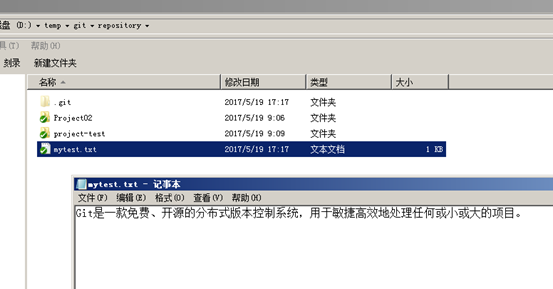 盘 (D:) ▾ temp ▾ git ▾ repository ▾
具(T) 帮助(H)
刻录 新建文件夹
名称 修改日期 类型 大小
.git 2017/5/19 17:17 文件夹
Project02 2017/5/19 9:06 文件夹
project-test 2017/5/19 9:09 文件夹
mytest.txt 2017/5/19 17:17 文本文档 1 KB
mytest.txt - 记事本
文件(F) 编辑(E) 格式(O) 查看(V) 帮助(H)
Git是一款免费、开源的分布式版本控制系统，用于敏捷高效地处理任何或小或大的项目。